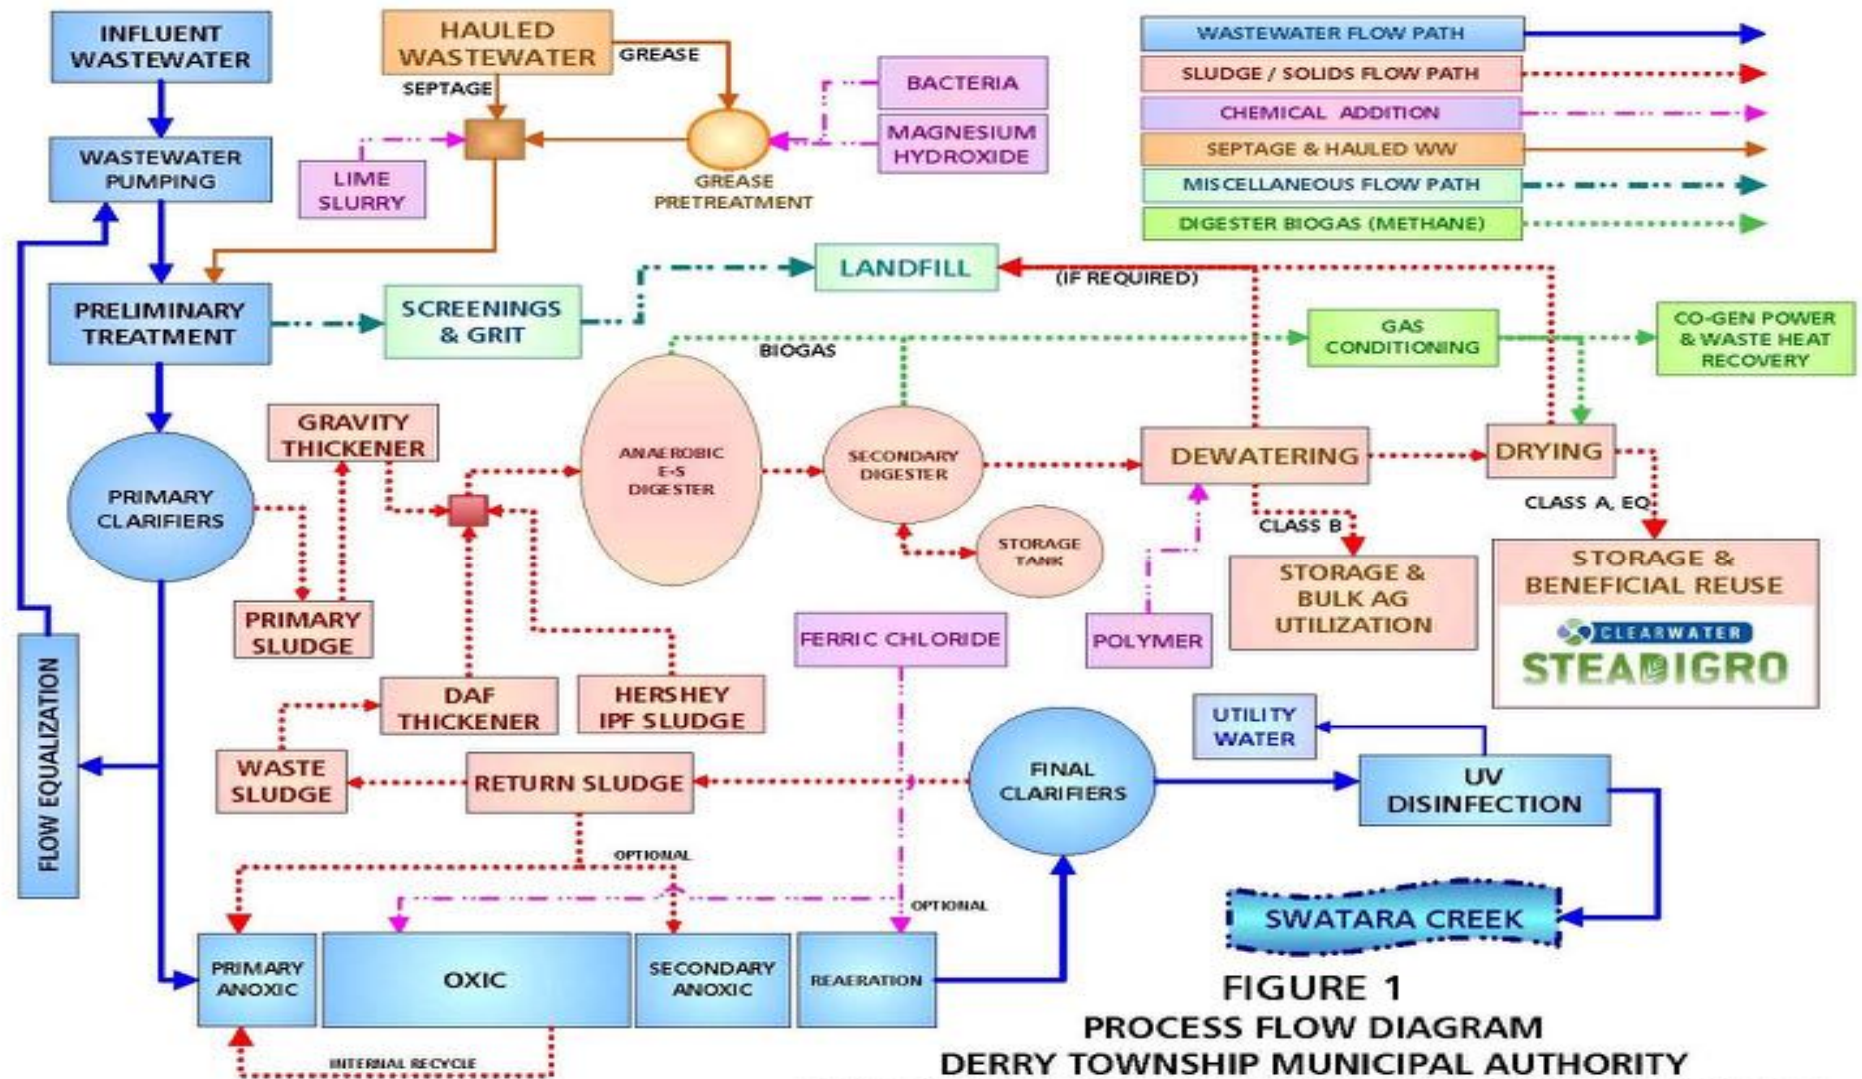 INFLUENT
WASTEWATER
HAULED
WASTEWATER
GREASE
SEPTAGE
BACTERIA
MAGNESIUM
HYDROXIDE
WASTEWATER FLOW PATH
SLUDGE / SOLIDS FLOW PATH
CHEMICAL ADDITION
SEPTAGE & HAULED WW
MISCELLANEOUS FLOW PATH
DIGESTER BIOGAS (METHANE)
WASTEWATER
PUMPING
LIME
SLURRY
GREASE
PRETREATMENT
PRELIMINARY
TREATMENT
SCREENINGS
& GRIT
LANDFILL
(IF REQUIRED)
BIOGAS
GAS
CONDITIONING
CO-GEN POWER
& WASTE HEAT
RECOVERY
GRAVITY
THICKENER
PRIMARY
CLARIFIERS
ANAEROBIC
E-S
DIGESTER
SECONDARY
DIGESTER
DEWATERING
DRYING
CLASS A, EQ
CLASS B
STORAGE
TANK
STORAGE &
BULK AG
UTILIZATION
STORAGE &
BENEFICIAL REUSE
CLEARWATER
STEADIGRO
PRIMARY
SLUDGE
FERRIC CHLORIDE
POLYMER
FLOW EQUALIZATION
DAF
THICKENER
HERSHEY
IPF SLUDGE
WASTE
SLUDGE
RETURN SLUDGE
FINAL
CLARIFIERS
UTILITY
WATER
UV
DISINFECTION
OPTIONAL
OPTIONAL
SWATARA CREEK
PRIMARY
ANOXIC
OXIC
SECONDARY
ANOXIC
REAERATION
INTERNAL RECYCLE
FIGURE 1
PROCESS FLOW DIAGRAM
DERRY TOWNSHIP MUNICIPAL AUTHORITY